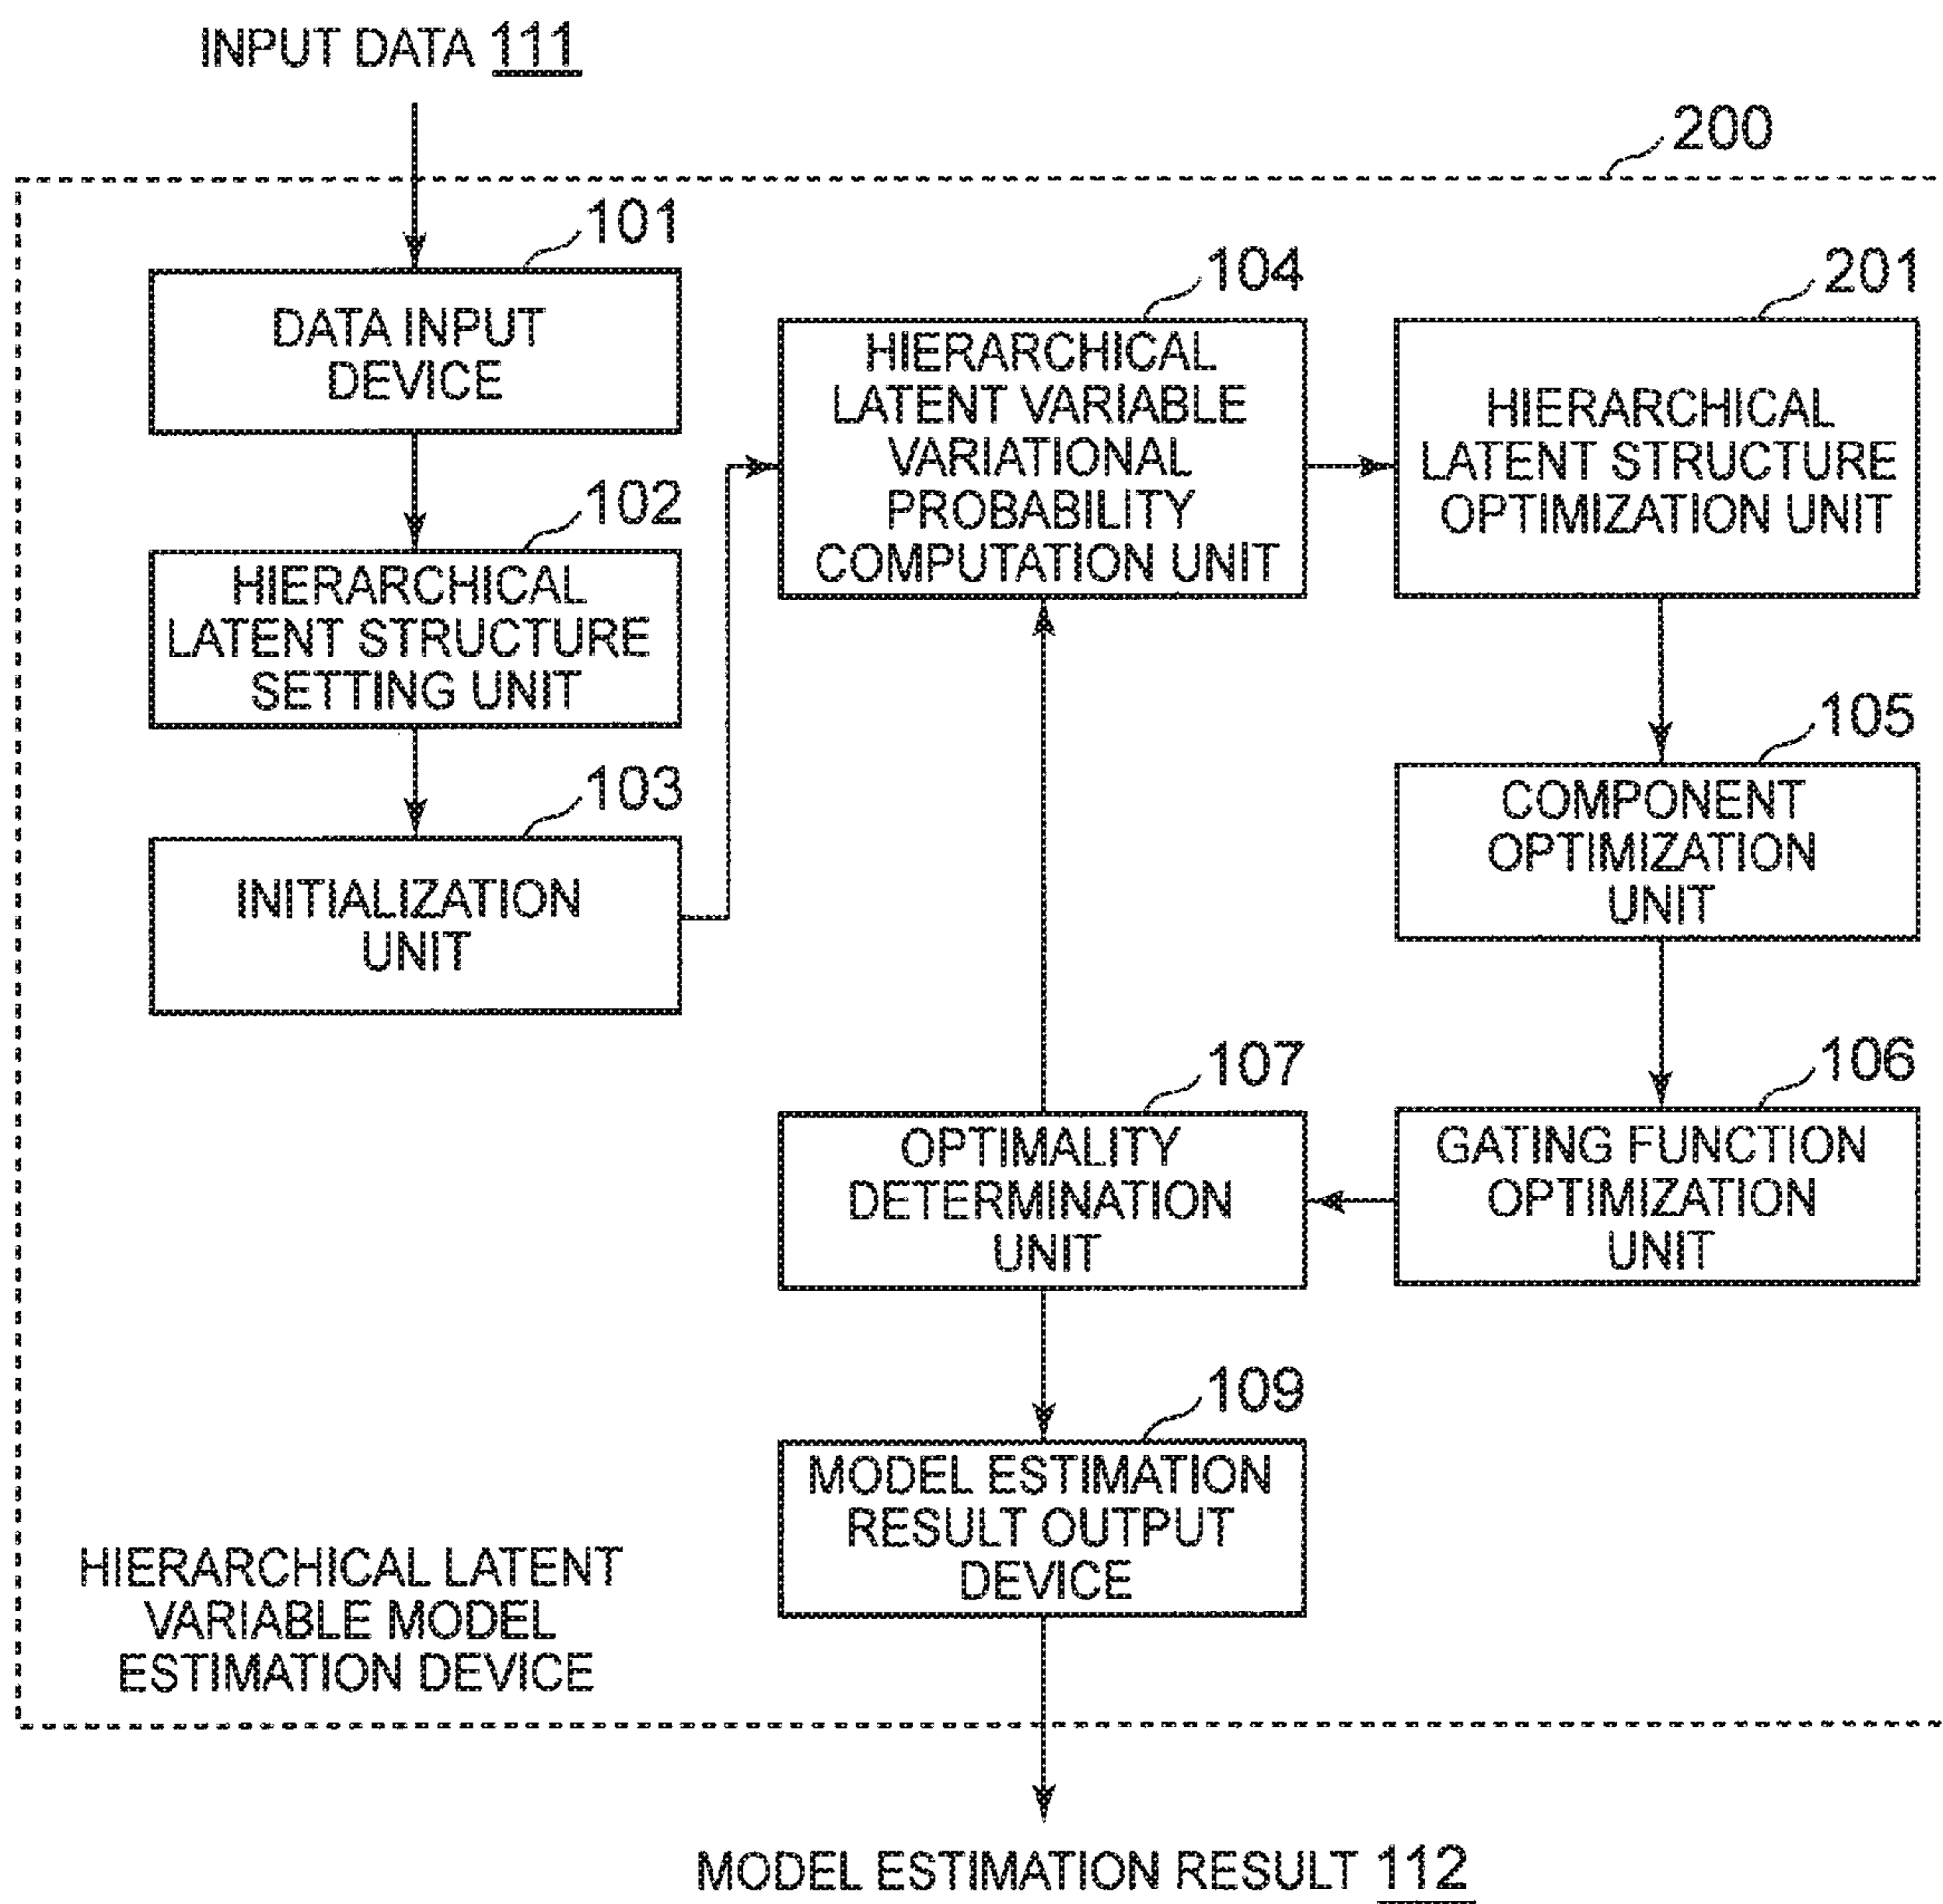 INPUT DATA 111
200
101
DATA INPUT
DEVICE
102
HIERARCHICAL
LATENT STRUCTURE
SETTING UNIT
103
INITIALIZATION
UNIT
104
HIERARCHICAL
LATENT VARIABLE
VARIATIONAL
PROBABILITY
COMPUTATION UNIT
201
HIERARCHICAL
LATENT STRUCTURE
OPTIMIZATION UNIT
105
COMPONENT
OPTIMIZATION
UNIT
106
GATING FUNCTION
OPTIMIZATION
UNIT
107
OPTIMALITY
DETERMINATION
UNIT
109
MODEL ESTIMATION
RESULT OUTPUT
DEVICE
HIERARCHICAL LATENT
VARIABLE MODEL
ESTIMATION DEVICE
MODEL ESTIMATION RESULT 112